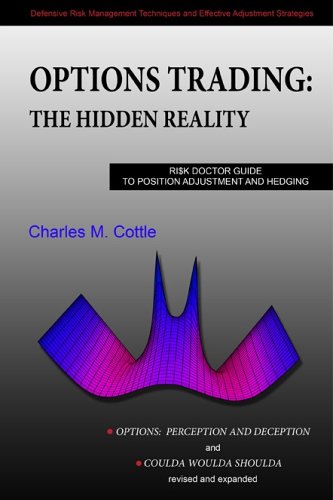 Defensive Risk Management Techniques and Effective Adjustment Strategies
OPTIONS TRADING:
THE HIDDEN REALITY
RI$K DOCTOR GUIDE
TO POSITION ADJUSTMENT AND HEDGING
Charles M. Cottle
• OPTIONS: PERCEPTION AND DECEPTION
and
• COULDA WOULDA SHOULDA
revised and expanded